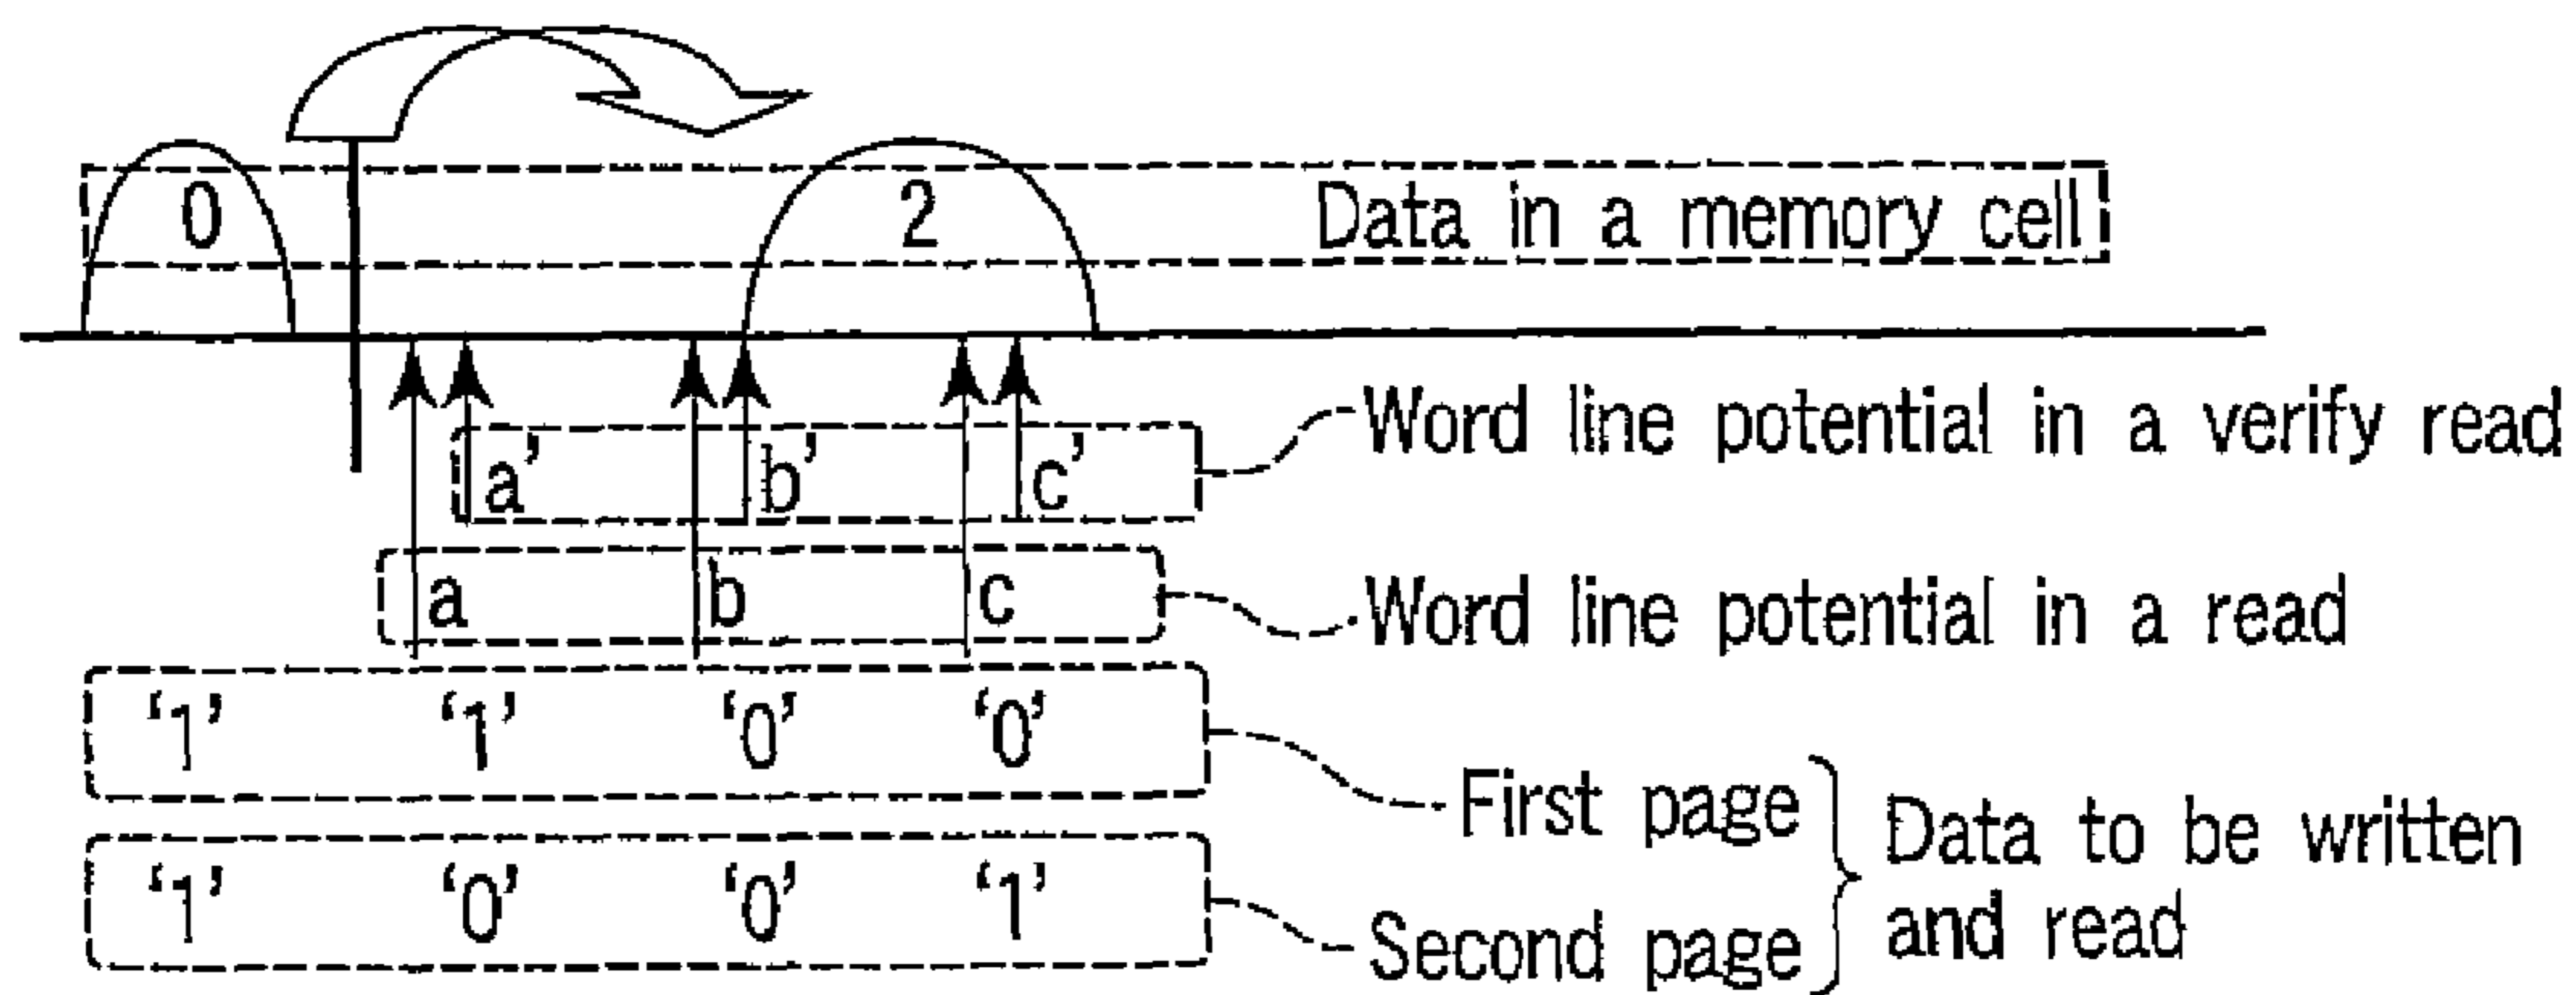 0 2 Data in a memory cell
a' b' c' Word line potential in a verify read
a b c Word line potential in a read
‘1’ ‘1’ ‘0’ ‘0’
First page
‘1’ ‘0’ ‘0’ ‘1’
Second page
Data to be written
and read